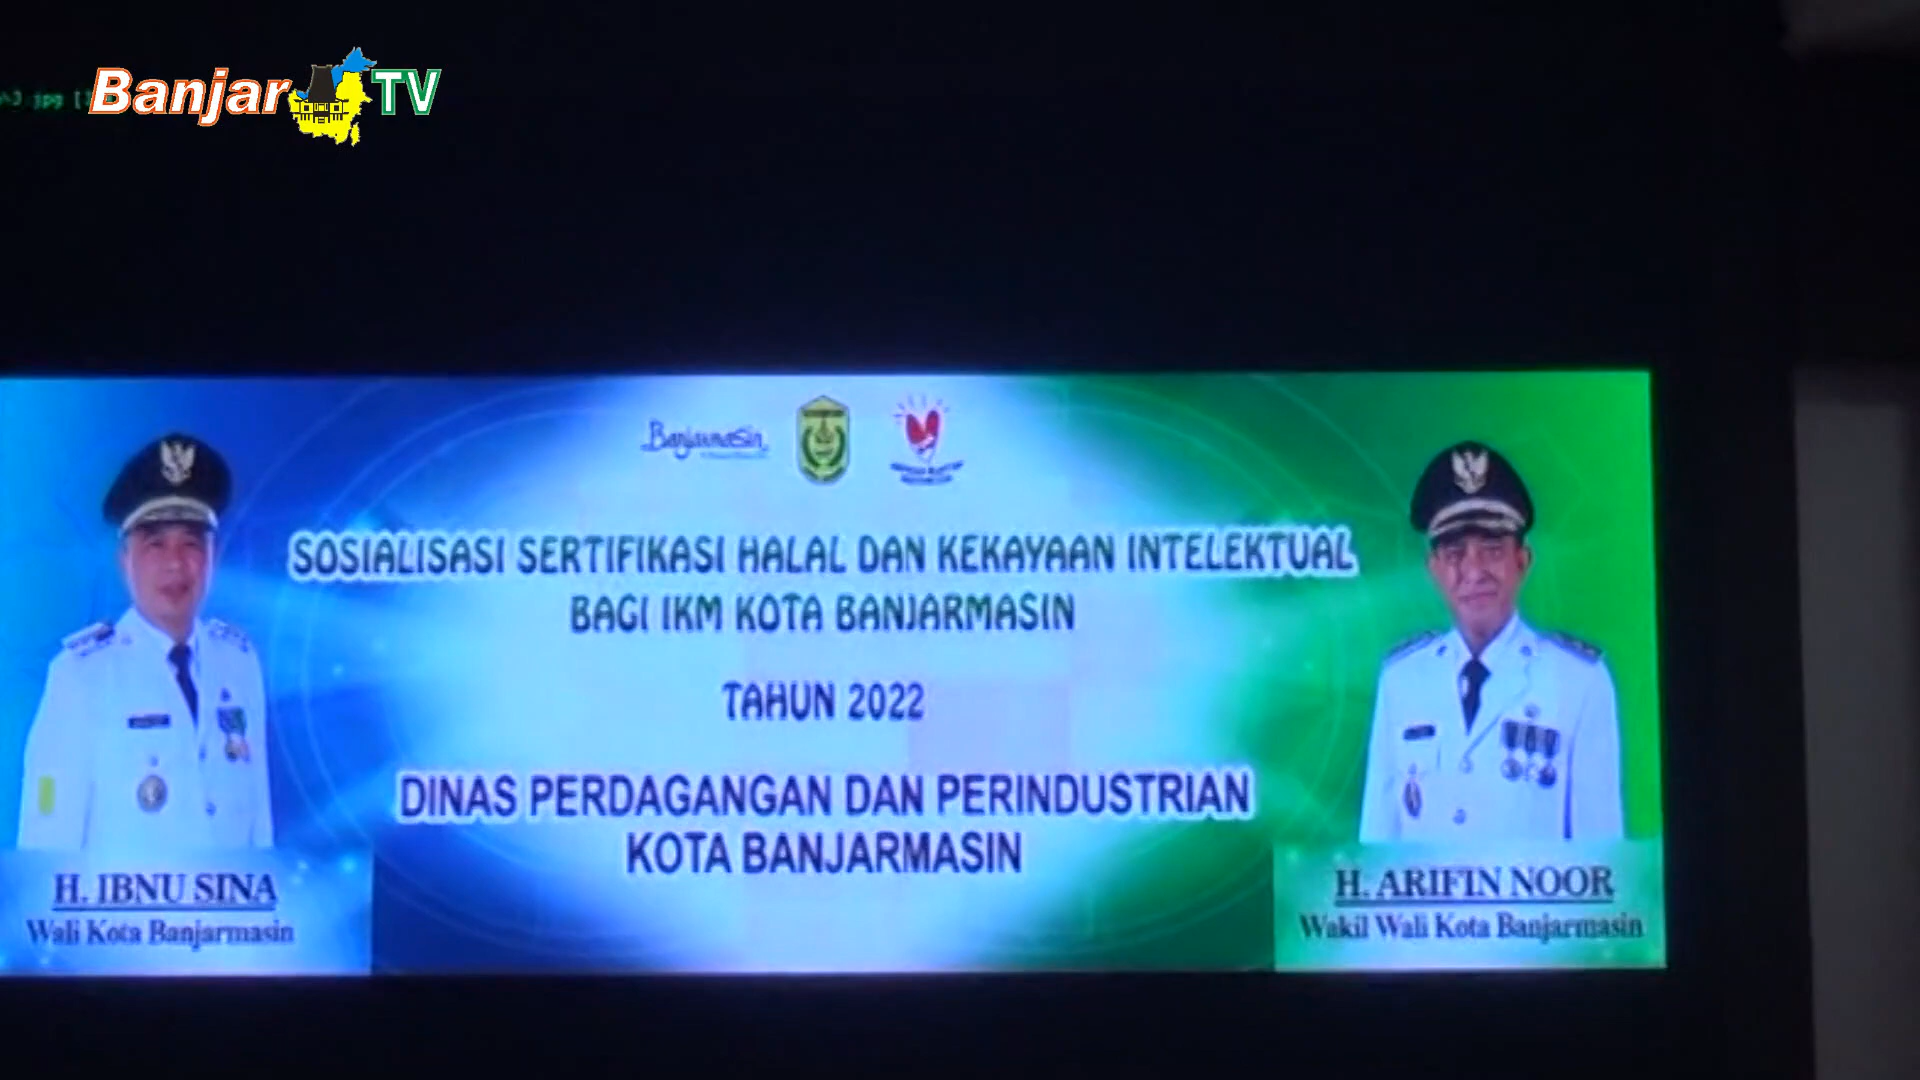 Banjar TV
Banjarmasin
SOSIALISASI SERTIFIKASI HALAL DAN KEKAYAAN INTELEKTUAL
BAGI IKM KOTA BANJARMASIN
TAHUN 2022
DINAS PERDAGANGAN DAN PERINDUSTRIAN
KOTA BANJARMASIN
H. IBNU SINA
Wali Kota Banjarmasin
H. ARIFIN NOOR
Wakil Wali Kota Banjarmasin